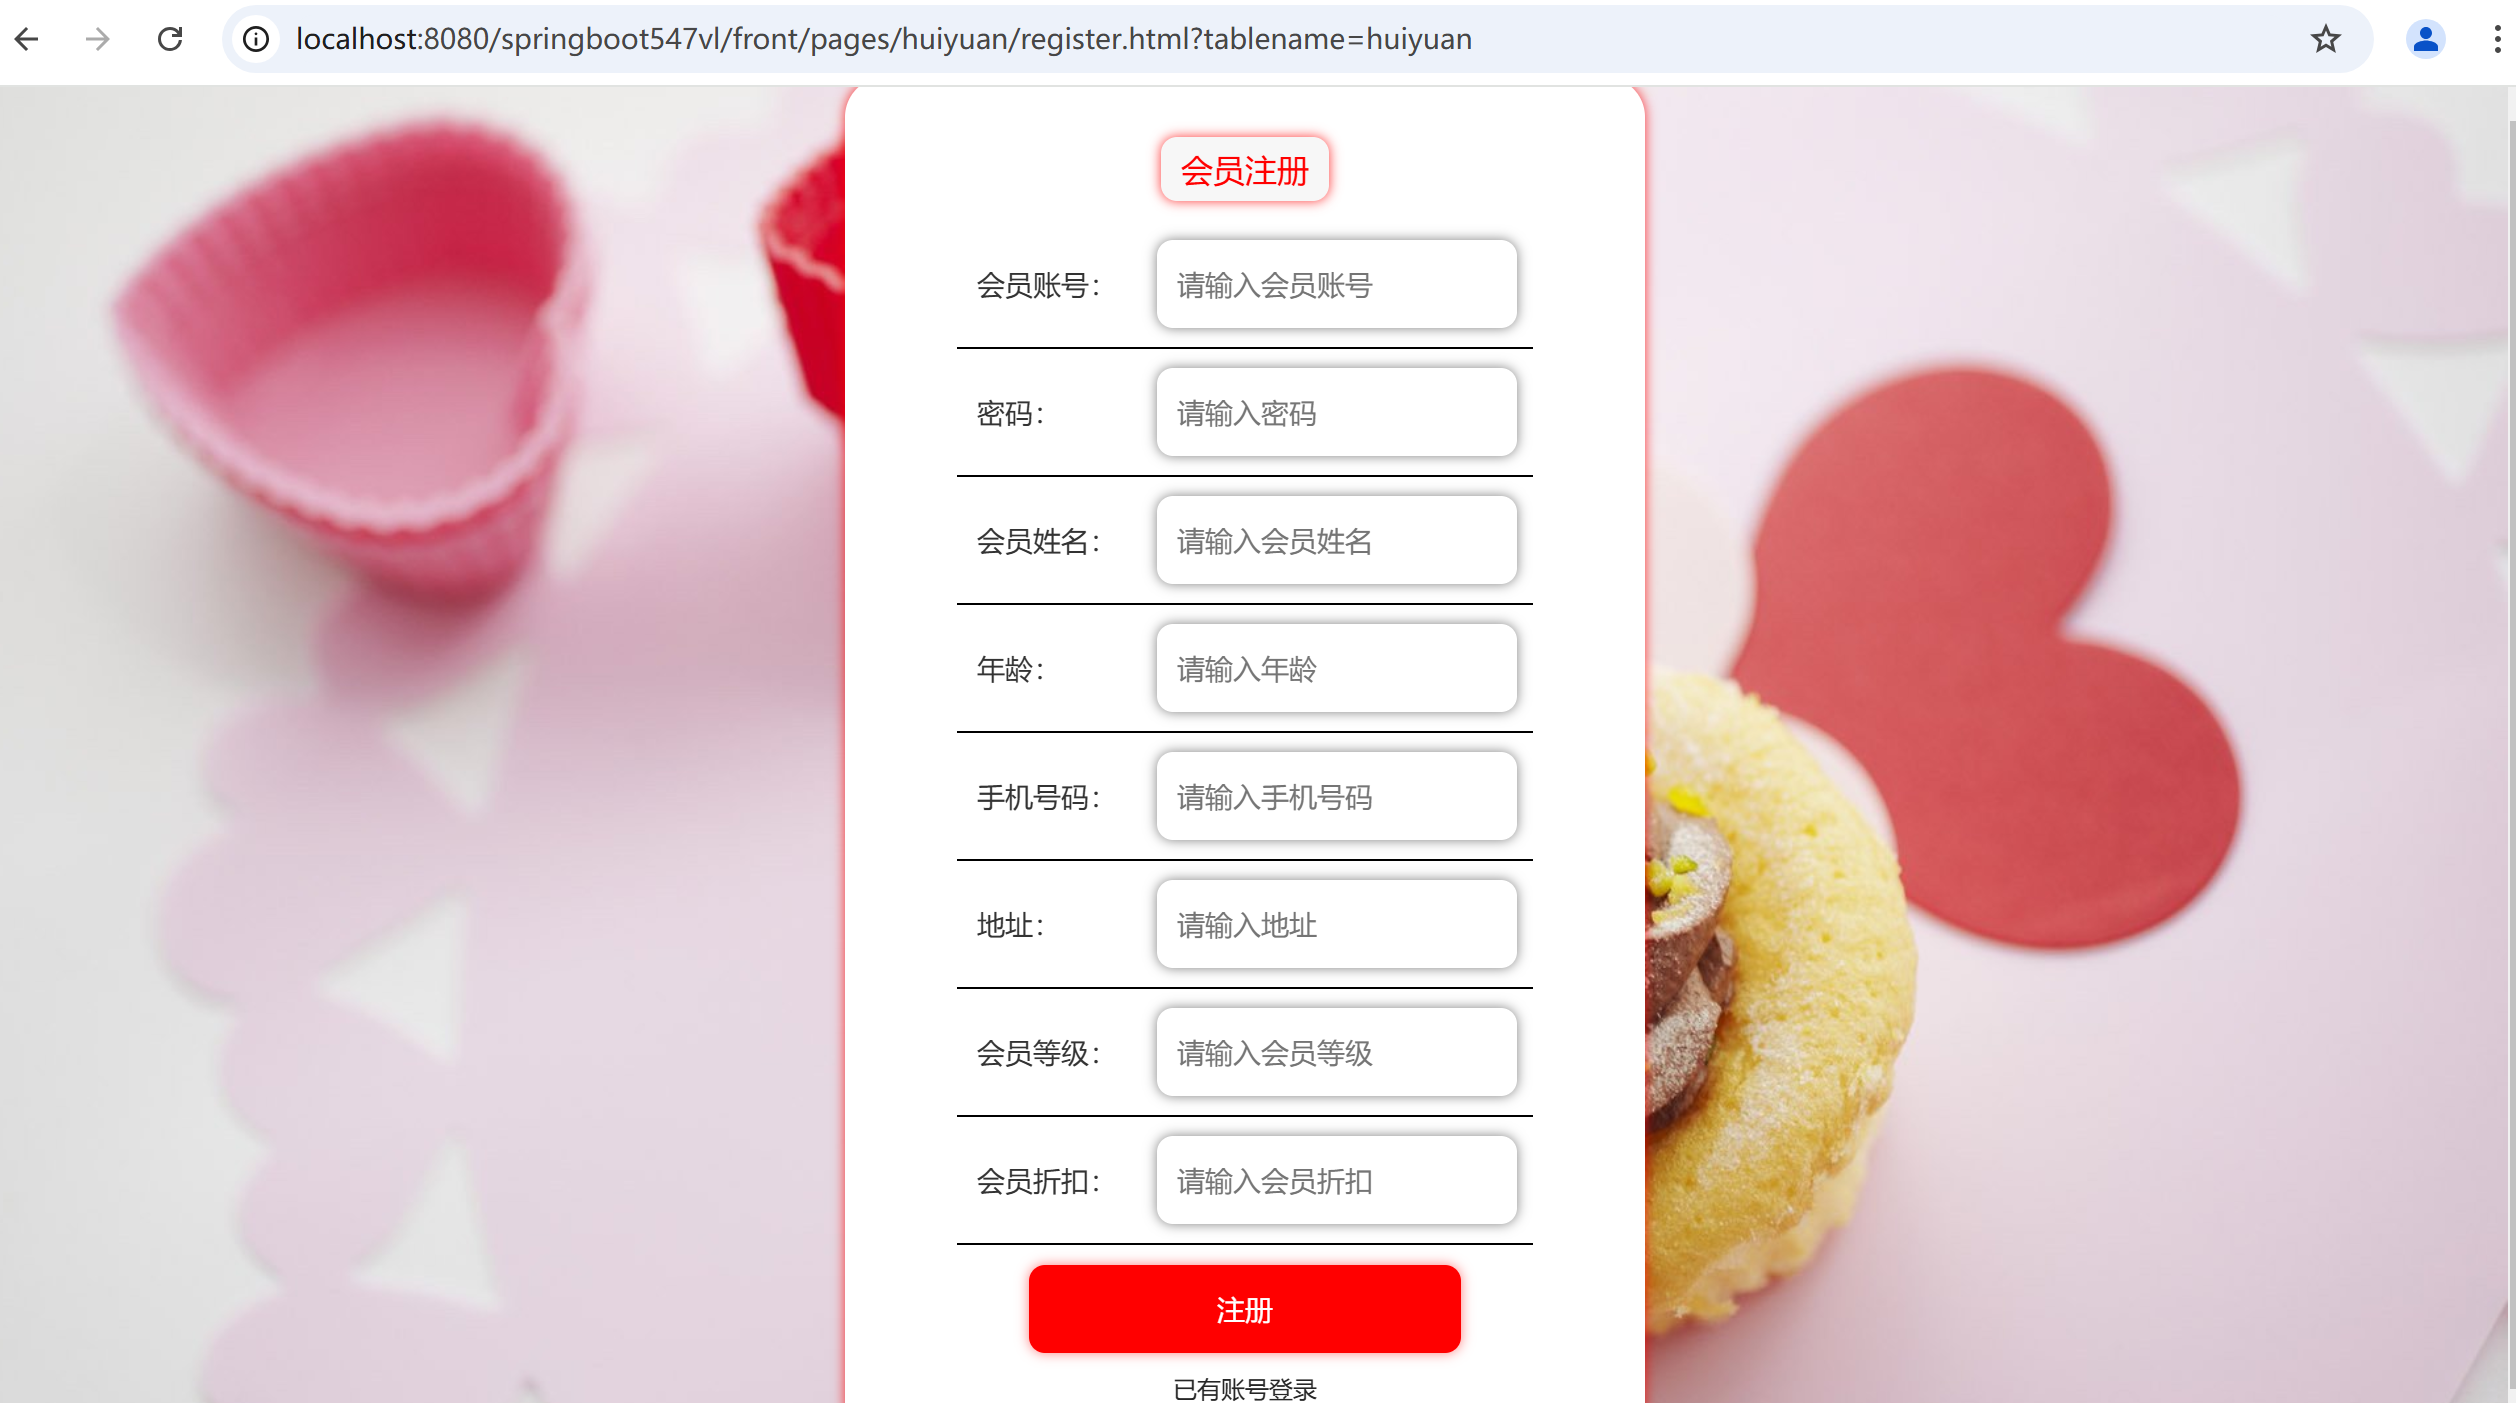 localhost:8080/springboot547vl/front/pages/huiyuan/register.html?tablename=huiyuan
会员注册
会员账号： 请输入会员账号
密码： 请输入密码
会员姓名： 请输入会员姓名
年龄： 请输入年龄
手机号码： 请输入手机号码
地址： 请输入地址
会员等级： 请输入会员等级
会员折扣： 请输入会员折扣
注册
已有账号登录